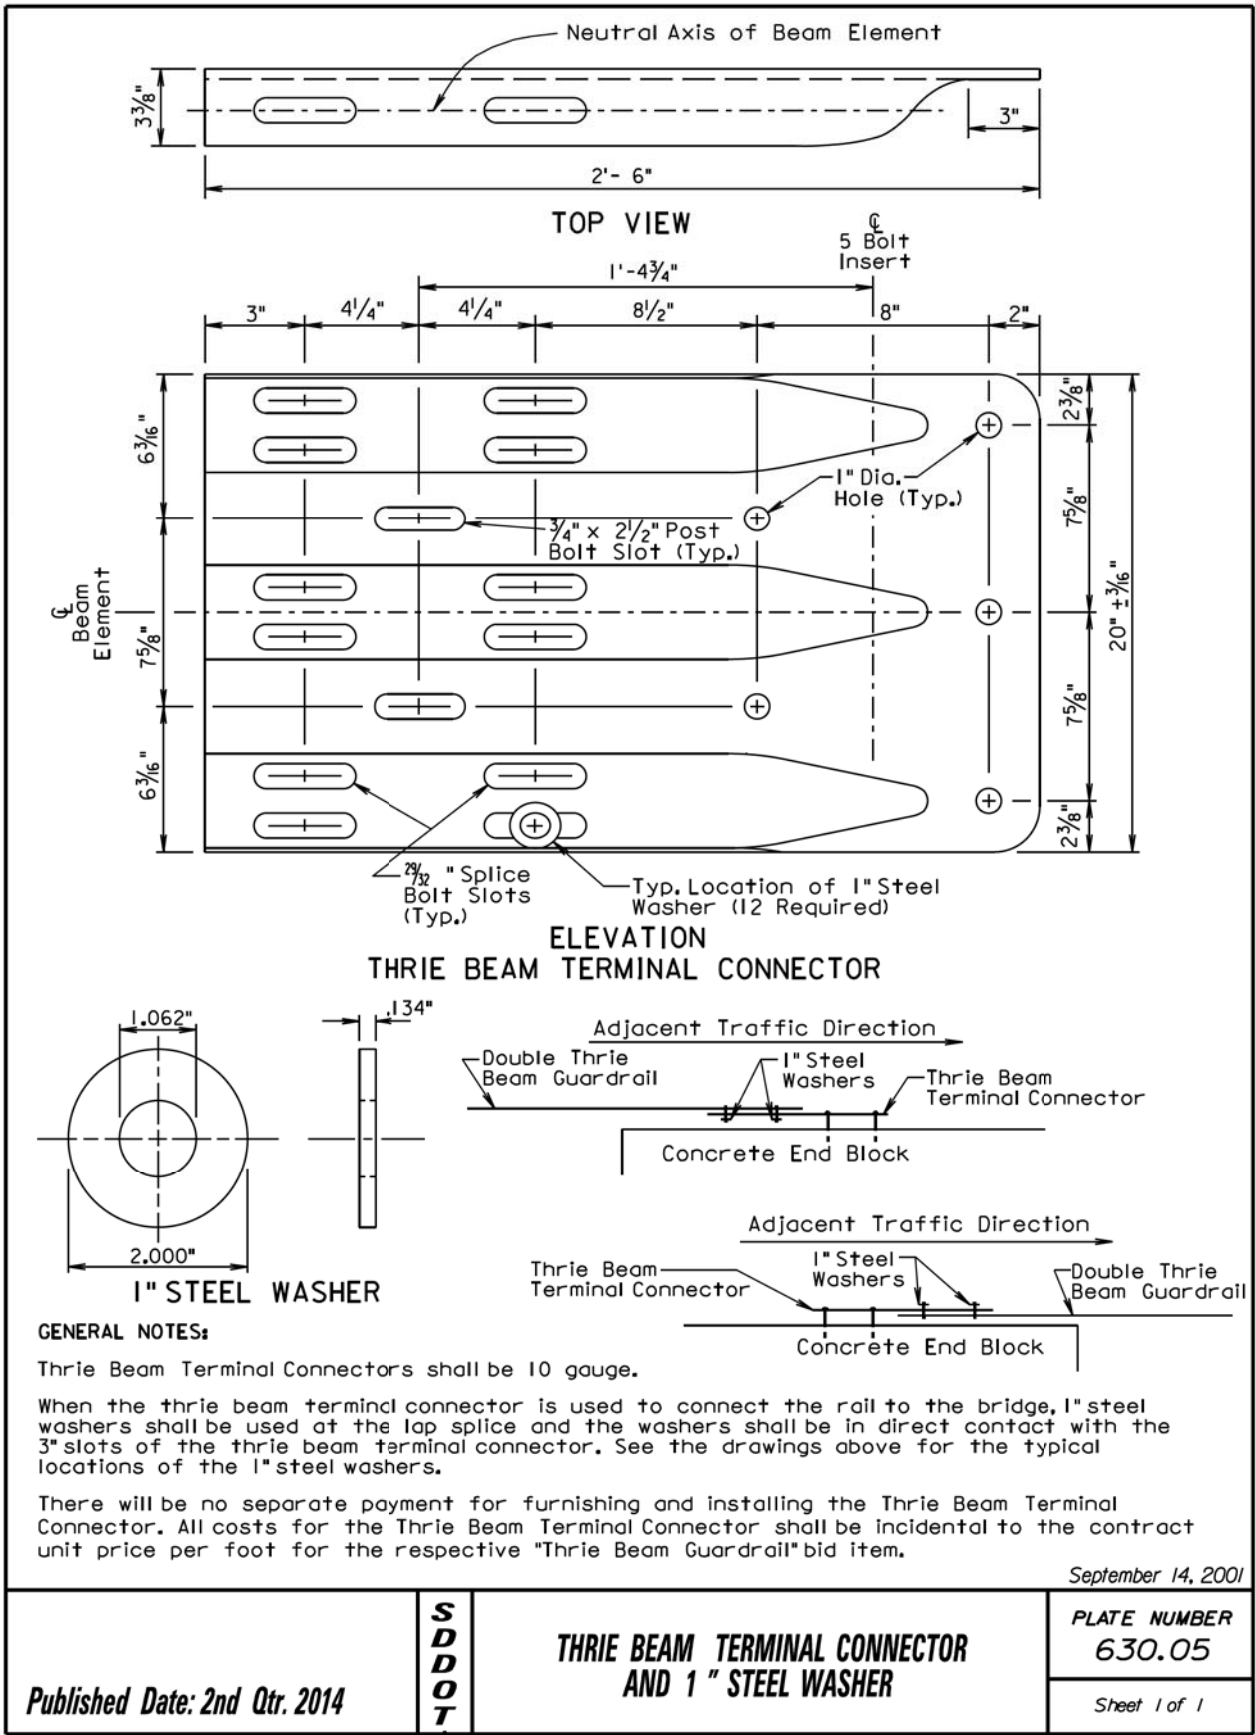 Neutral Axis of Beam Element
3⅜"
3"
2'- 6"
TOP VIEW
℄
5 Bolt
Insert
1'-4¾"
3"
4¼"
4¼"
8½"
8"
2"
6³⁄₁₆"
2⅜"
1" Dia.
Hole (Typ.)
7⅝"
¾" x 2½" Post
Bolt Slot (Typ.)
℄
Beam
Element
20" ±³⁄₁₆"
7⅝"
7⅝"
6³⁄₁₆"
2⅜"
²⁹⁄₃₂ " Splice
Bolt Slots
(Typ.)
Typ. Location of 1" Steel
Washer (12 Required)
ELEVATION
THRIE BEAM TERMINAL CONNECTOR
1.062"
.134"
2.000"
1" STEEL WASHER
Adjacent Traffic Direction
Double Thrie
Beam Guardrail
1" Steel
Washers
Thrie Beam
Terminal Connector
Concrete End Block
Adjacent Traffic Direction
Thrie Beam
Terminal Connector
1" Steel
Washers
Double Thrie
Beam Guardrail
Concrete End Block
GENERAL NOTES:
Thrie Beam Terminal Connectors shall be 10 gauge.
When the thrie beam terminal connector is used to connect the rail to the bridge, 1" steel
washers shall be used at the lap splice and the washers shall be in direct contact with the
3" slots of the thrie beam terminal connector. See the drawings above for the typical
locations of the 1" steel washers.
There will be no separate payment for furnishing and installing the Thrie Beam Terminal
Connector. All costs for the Thrie Beam Terminal Connector shall be incidental to the contract
unit price per foot for the respective "Thrie Beam Guardrail" bid item.
September 14, 2001
Published Date: 2nd Qtr. 2014
SDDOT
THRIE BEAM TERMINAL CONNECTOR
AND 1 " STEEL WASHER
PLATE NUMBER
630.05
Sheet 1 of 1